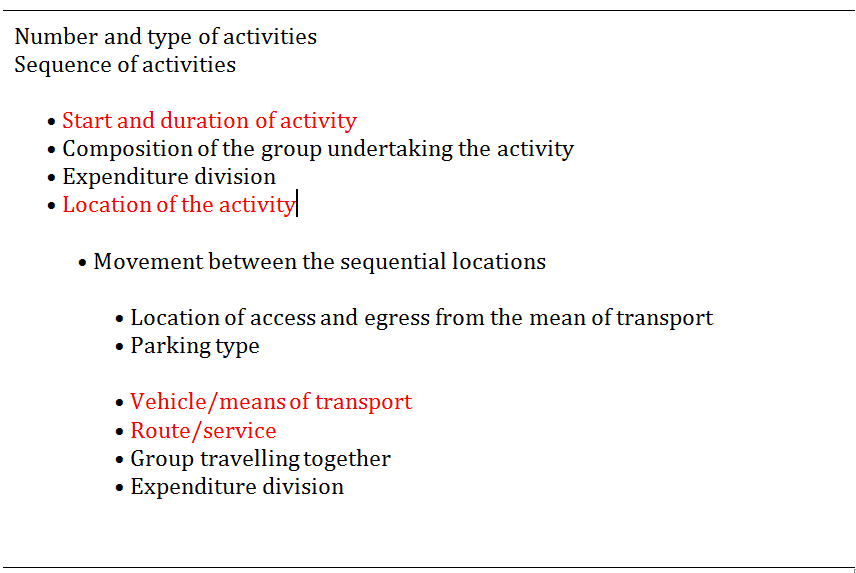 Number and type of activities
Sequence of activities
• Start and duration of activity
• Composition of the group undertaking the activity
• Expenditure division
• Location of the activity
• Movement between the sequential locations
• Location of access and egress from the mean of transport
• Parking type
• Vehicle/means of transport
• Route/service
• Group travelling together
• Expenditure division